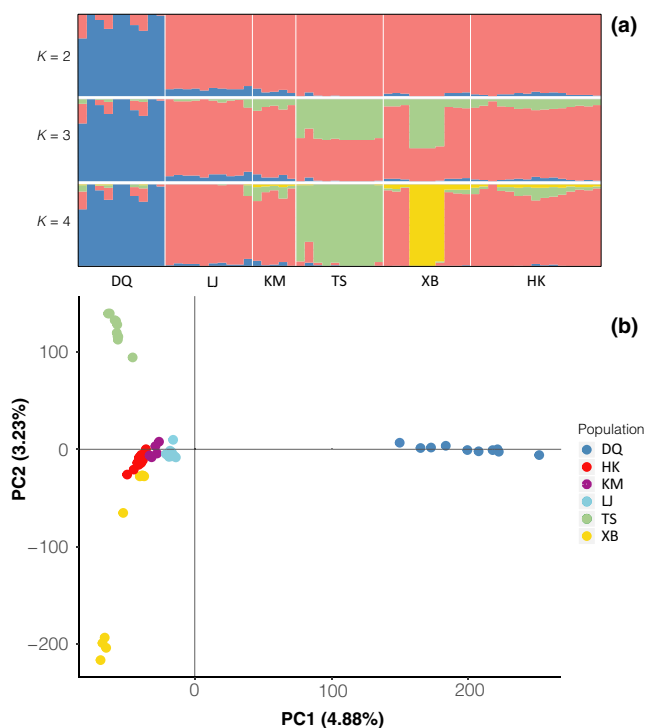 (a)
K = 2
K = 3
K = 4
DQ LJ KM TS XB HK
(b)
100
0
−100
−200
PC2 (3.23%)
0 100 200
PC1 (4.88%)
Population
DQ
HK
KM
LJ
TS
XB